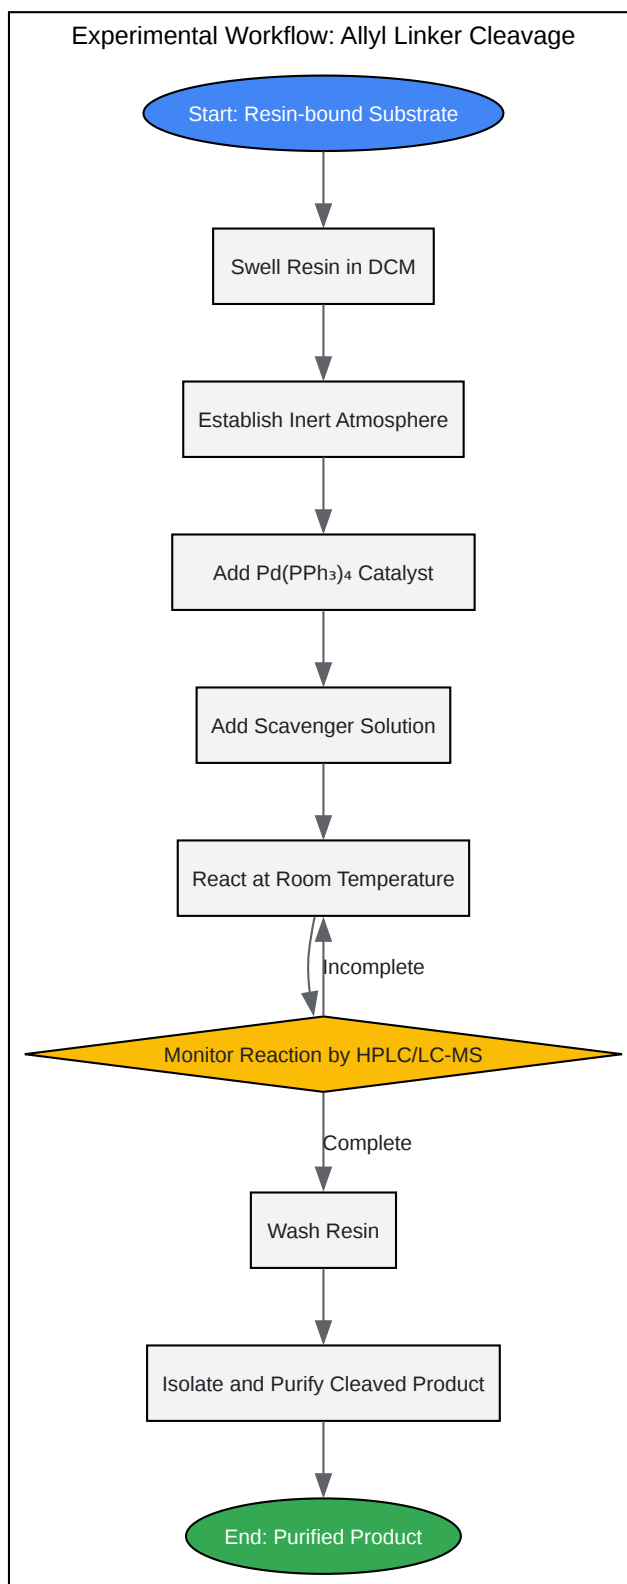 Experimental Workflow: Allyl Linker Cleavage
Start: Resin-bound Substrate
Swell Resin in DCM
Establish Inert Atmosphere
Add Pd(PPh₃)₄ Catalyst
Add Scavenger Solution
React at Room Temperature
Incomplete
Monitor Reaction by HPLC/LC-MS
Complete
Wash Resin
Isolate and Purify Cleaved Product
End: Purified Product